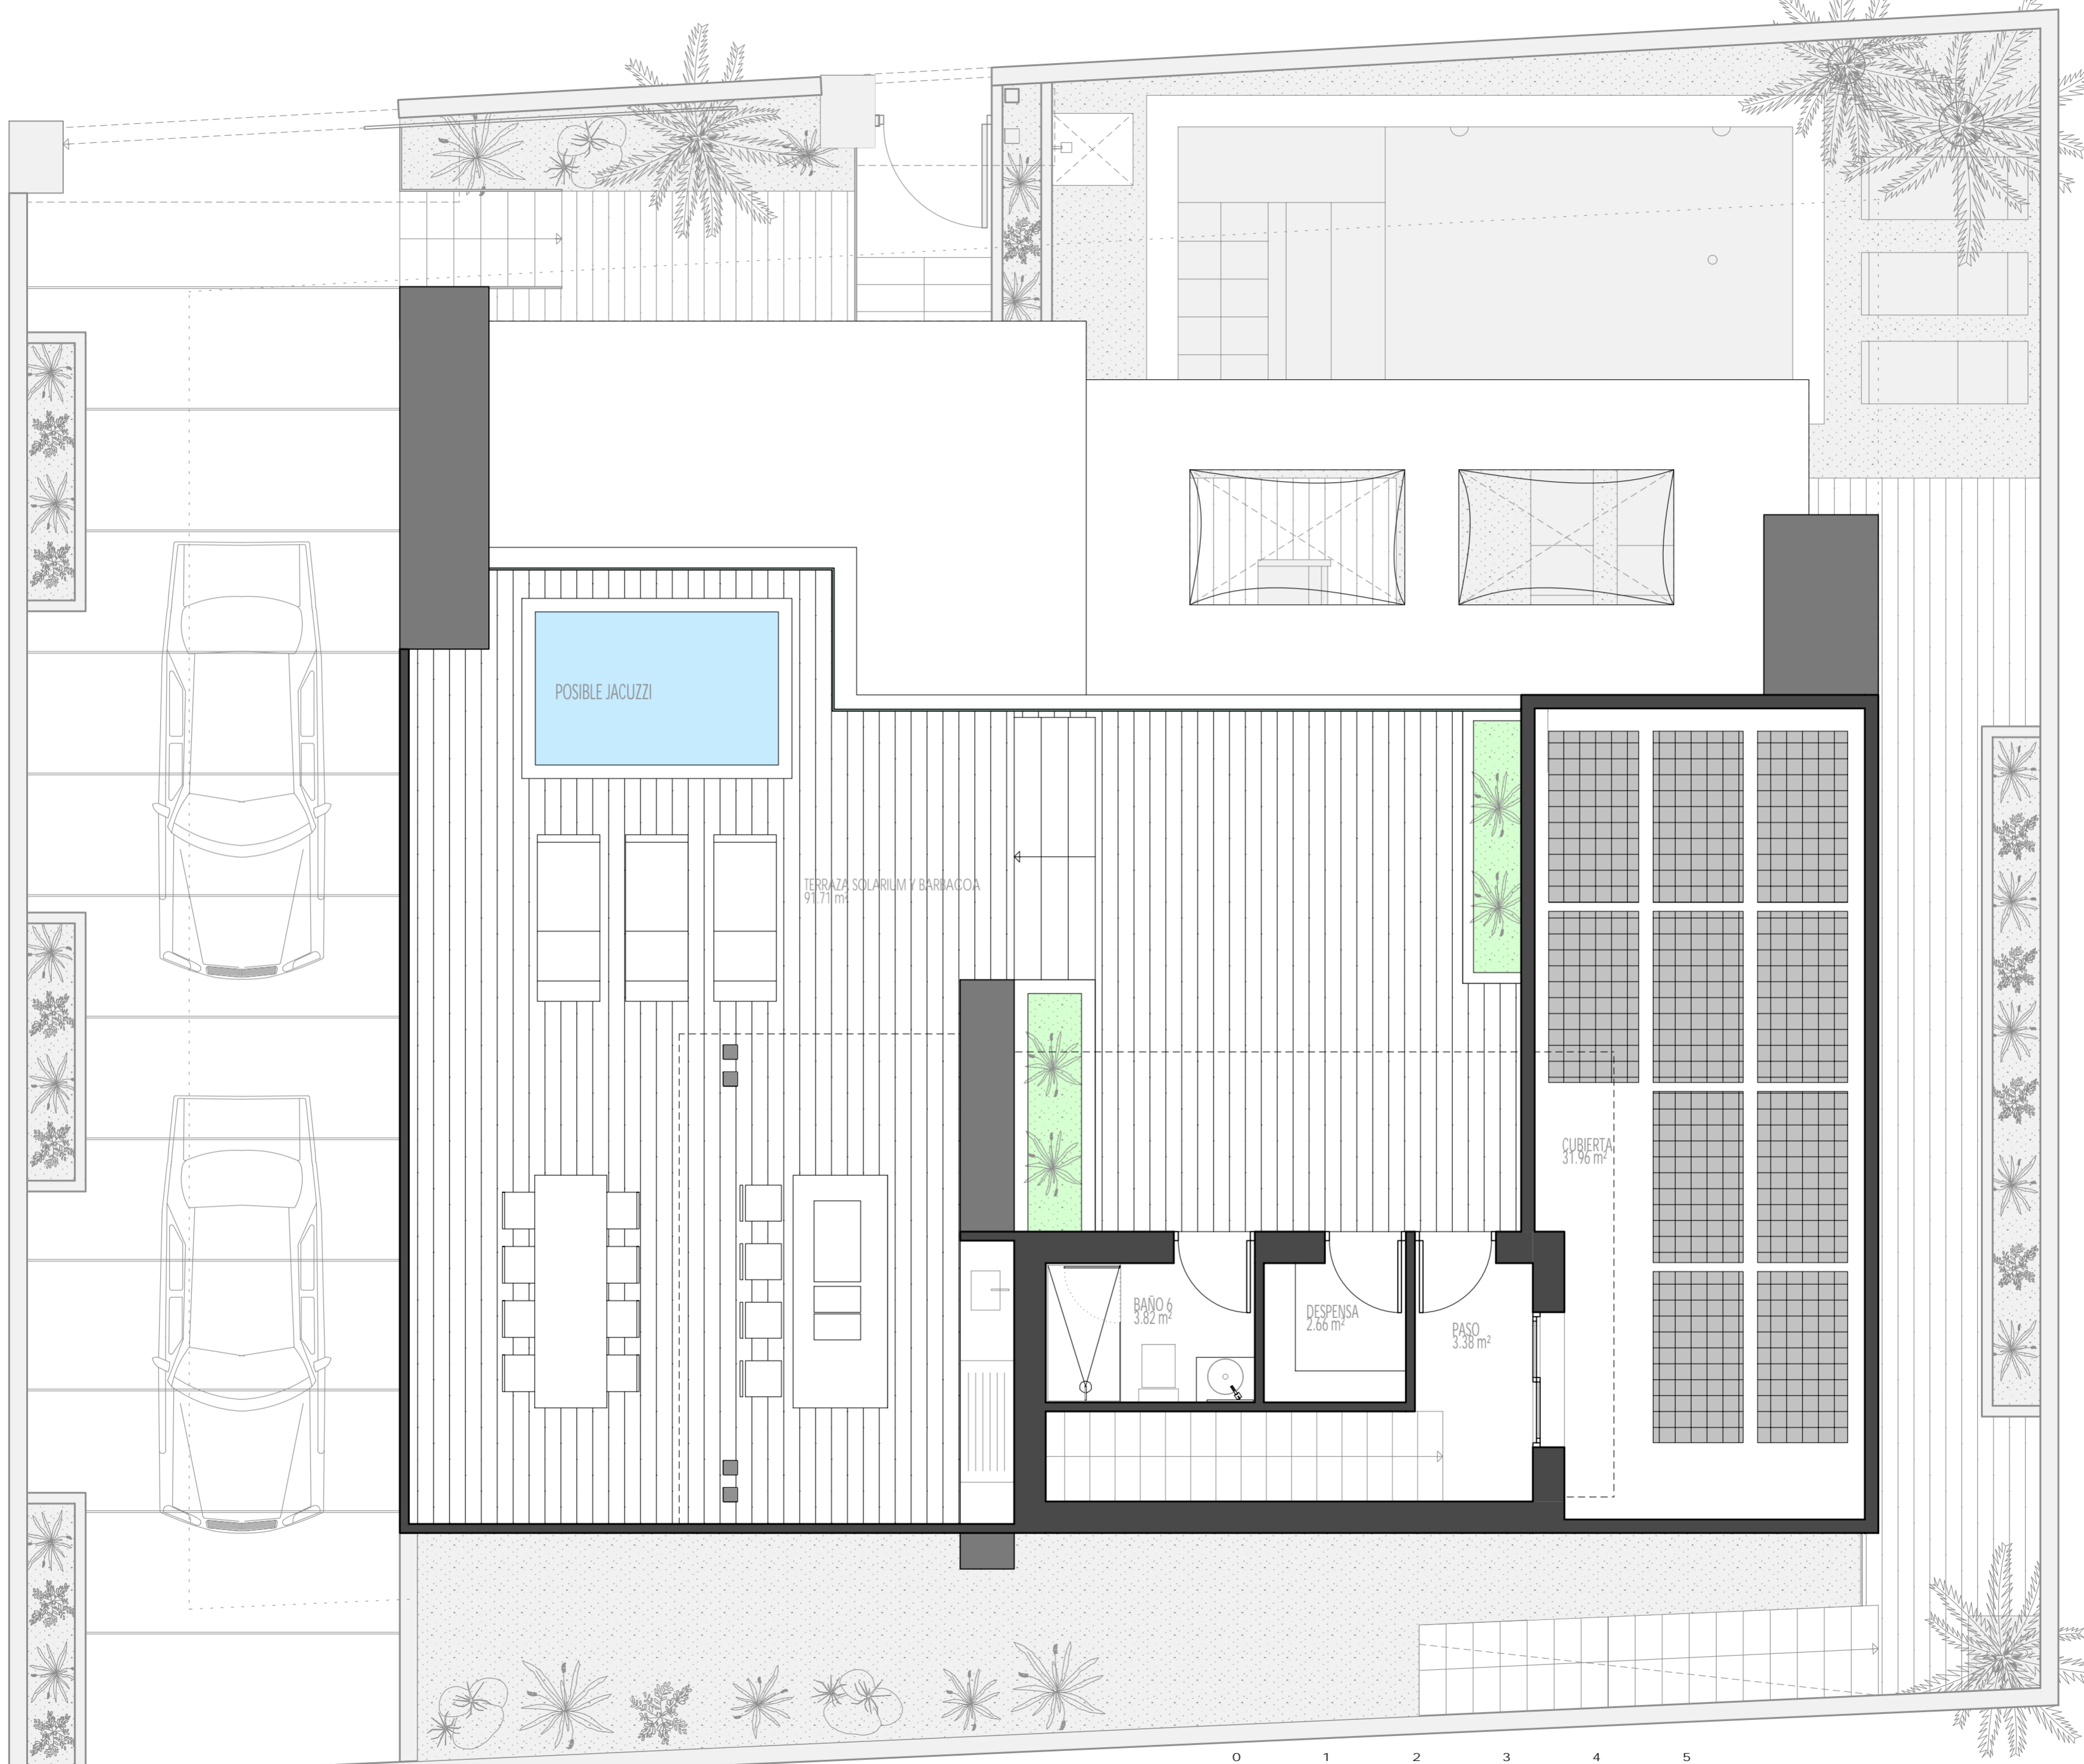 POSIBLE JACUZZI
TERRAZA SOLARIUM Y BARBACOA
91.71 m²
CUBIERTA
31.96 m²
BAÑO 6
3.82 m²
DESPENSA
2.66 m²
PASO
3.38 m²
0 1 2 3 4 5